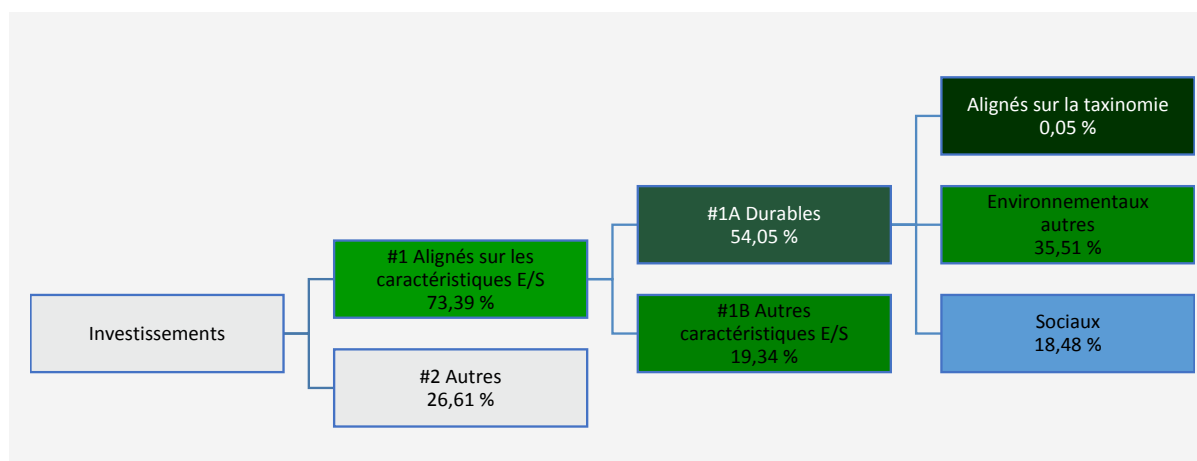 Investissements
#1 Alignés sur les
caractéristiques E/S
73,39 %
#2 Autres
26,61 %
#1A Durables
54,05 %
#1B Autres
caractéristiques E/S
19,34 %
Alignés sur la taxinomie
0,05 %
Environnementaux
autres
35,51 %
Sociaux
18,48 %